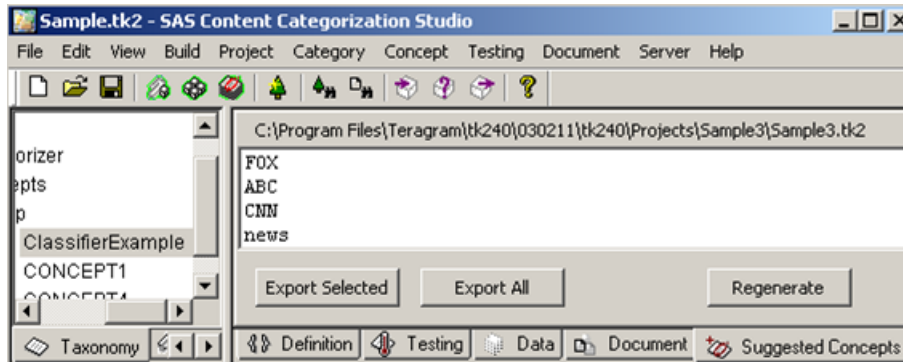 Sample.tk2 - SAS Content Categorization Studio
File Edit View Build Project Category Concept Testing Document Server Help
C:\Program Files\Teragram\tk240\030211\tk240\Projects\Sample3\Sample3.tk2
orizer
epts
p
ClassifierExample
CONCEPT1
CONCEPT4
FOX
ABC
CNN
news
Export Selected Export All Regenerate
Taxonomy Definition Testing Data Document Suggested Concepts